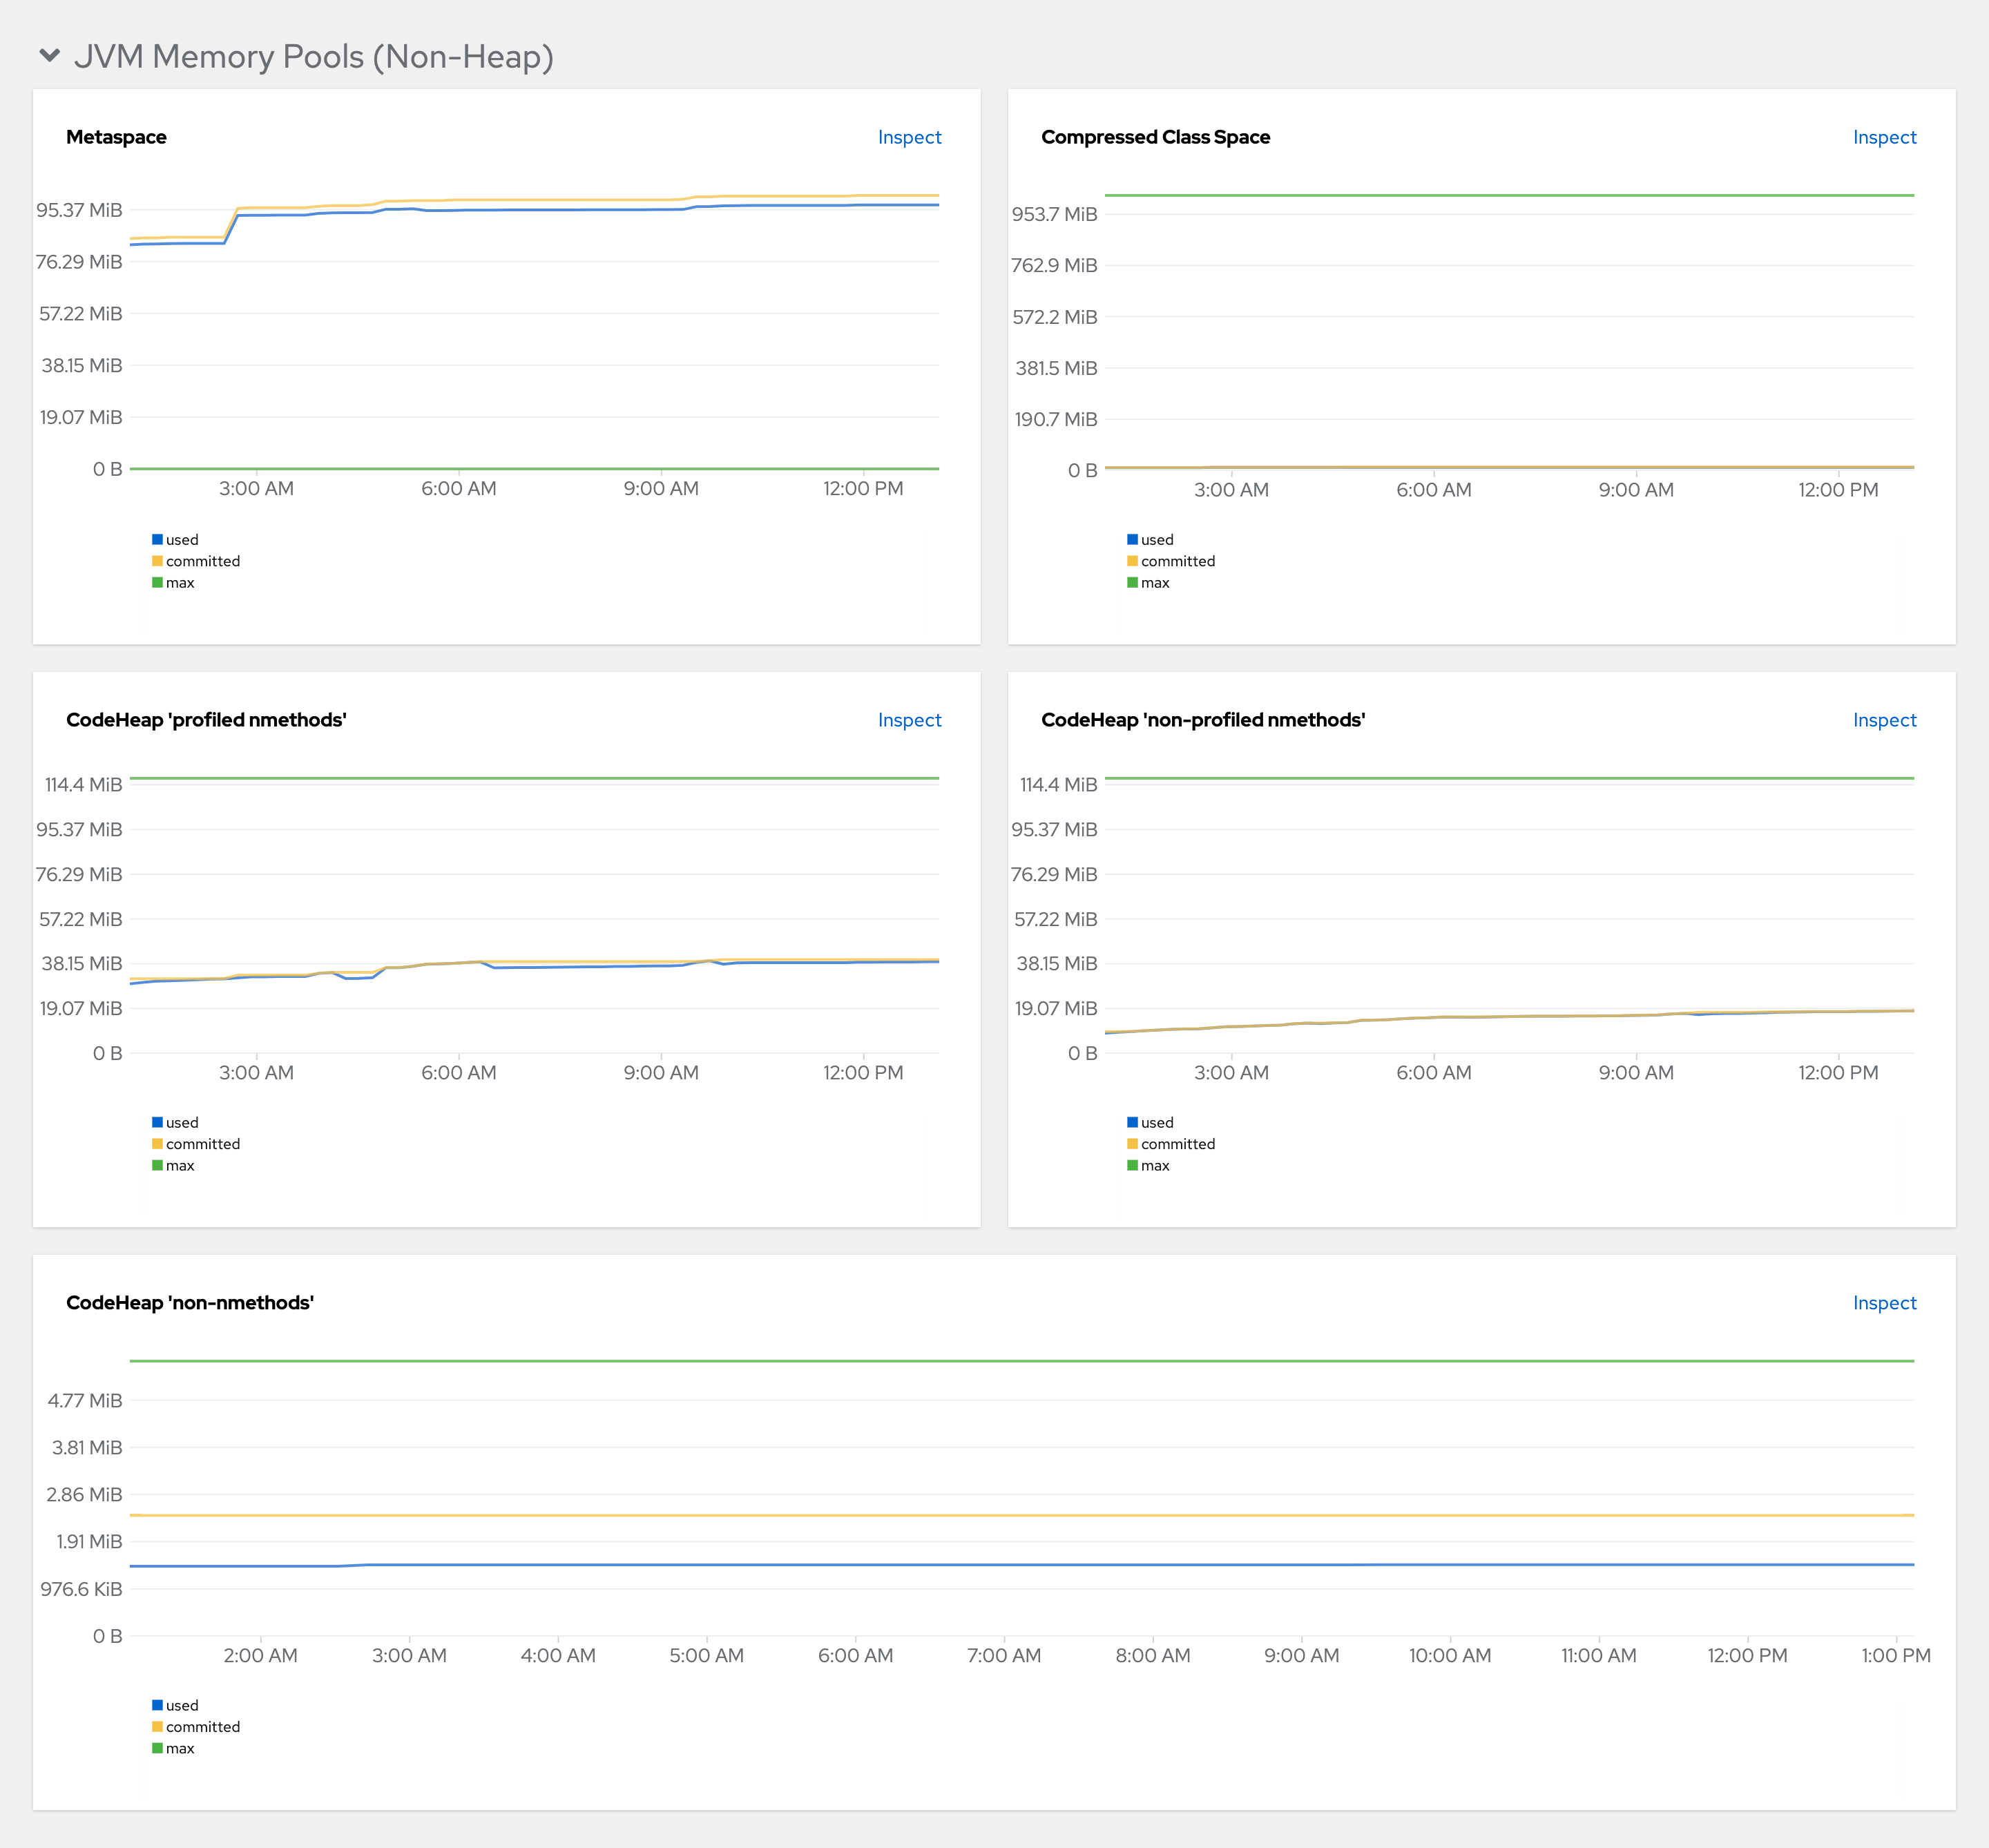 JVM Memory Pools (Non-Heap)
Metaspace
Inspect
95.37 MiB
76.29 MiB
57.22 MiB
38.15 MiB
19.07 MiB
0 B
3:00 AM 6:00 AM 9:00 AM 12:00 PM
used
committed
max
Compressed Class Space
Inspect
953.7 MiB
762.9 MiB
572.2 MiB
381.5 MiB
190.7 MiB
0 B
3:00 AM 6:00 AM 9:00 AM 12:00 PM
used
committed
max
CodeHeap 'profiled nmethods'
Inspect
114.4 MiB
95.37 MiB
76.29 MiB
57.22 MiB
38.15 MiB
19.07 MiB
0 B
3:00 AM 6:00 AM 9:00 AM 12:00 PM
used
committed
max
CodeHeap 'non-profiled nmethods'
Inspect
114.4 MiB
95.37 MiB
76.29 MiB
57.22 MiB
38.15 MiB
19.07 MiB
0 B
3:00 AM 6:00 AM 9:00 AM 12:00 PM
used
committed
max
CodeHeap 'non-nmethods'
Inspect
4.77 MiB
3.81 MiB
2.86 MiB
1.91 MiB
976.6 KiB
0 B
2:00 AM 3:00 AM 4:00 AM 5:00 AM 6:00 AM 7:00 AM 8:00 AM 9:00 AM 10:00 AM 11:00 AM 12:00 PM 1:00 PM
used
committed
max